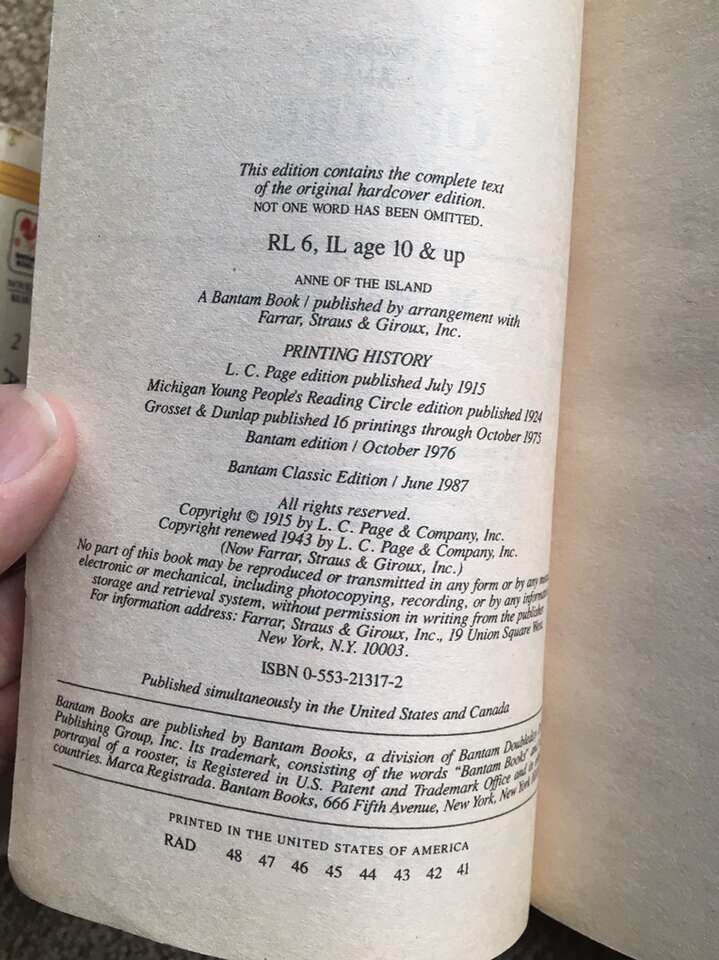 This edition contains the complete text
of the original hardcover edition.
NOT ONE WORD HAS BEEN OMITTED.
RL 6, IL age 10 & up
ANNE OF THE ISLAND
A Bantam Book / published by arrangement with
Farrar, Straus & Giroux, Inc.
PRINTING HISTORY
L. C. Page edition published July 1915
Michigan Young People's Reading Circle edition published 1924
Grosset & Dunlap published 16 printings through October 1975
Bantam edition / October 1976
Bantam Classic Edition / June 1987
All rights reserved.
Copyright © 1915 by L. C. Page & Company, Inc.
Copyright renewed 1943 by L. C. Page & Company, Inc.
(Now Farrar, Straus & Giroux, Inc.)
No part of this book may be reproduced or transmitted in any form or by any
electronic or mechanical, including photocopying, recording, or by any
storage and retrieval system, without permission in writing from the publisher
For information address: Farrar, Straus & Giroux, Inc., 19 Union Square West,
New York, N.Y. 10003.
ISBN 0-553-21317-2
Published simultaneously in the United States and Canada
Bantam Books are published by Bantam Books, a division of Bantam Doubleday
Publishing Group, Inc. Its trademark, consisting of the words "Bantam Books" and
portrayal of a rooster, is Registered in U.S. Patent and Trademark Office and in
countries. Marca Registrada. Bantam Books, 666 Fifth Avenue, New York, New York
PRINTED IN THE UNITED STATES OF AMERICA
RAD 48 47 46 45 44 43 42 41
2